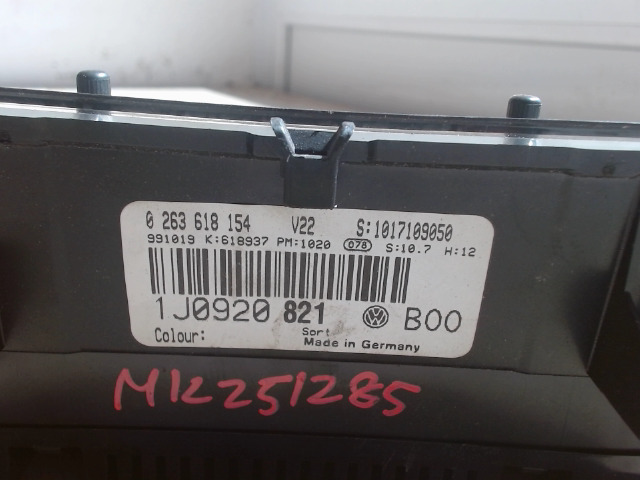 0 263 618 154 V22 S:1017109050
991019 K:618937 PM:1020 078 S:10.7 H:12
1J0920 821 B00
Colour: Sort
Made in Germany
MK251285